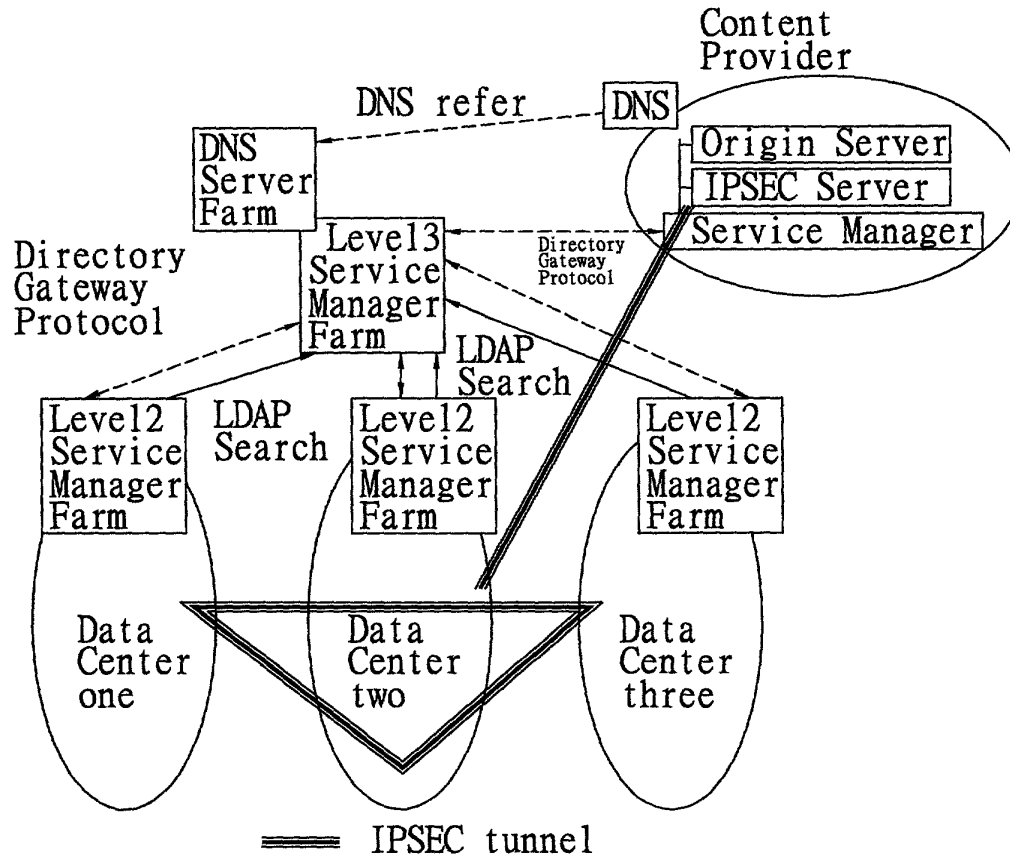 Content
Provider
DNS refer
DNS
Origin Server
IPSEC Server
Service Manager
DNS
Server
Farm
Level3
Service
Manager
Farm
Directory
Gateway
Protocol
Directory
Gateway
Protocol
LDAP
Search
LDAP
Search
Level2
Service
Manager
Farm
Level2
Service
Manager
Farm
Level2
Service
Manager
Farm
Data
Center
one
Data
Center
two
Data
Center
three
IPSEC tunnel